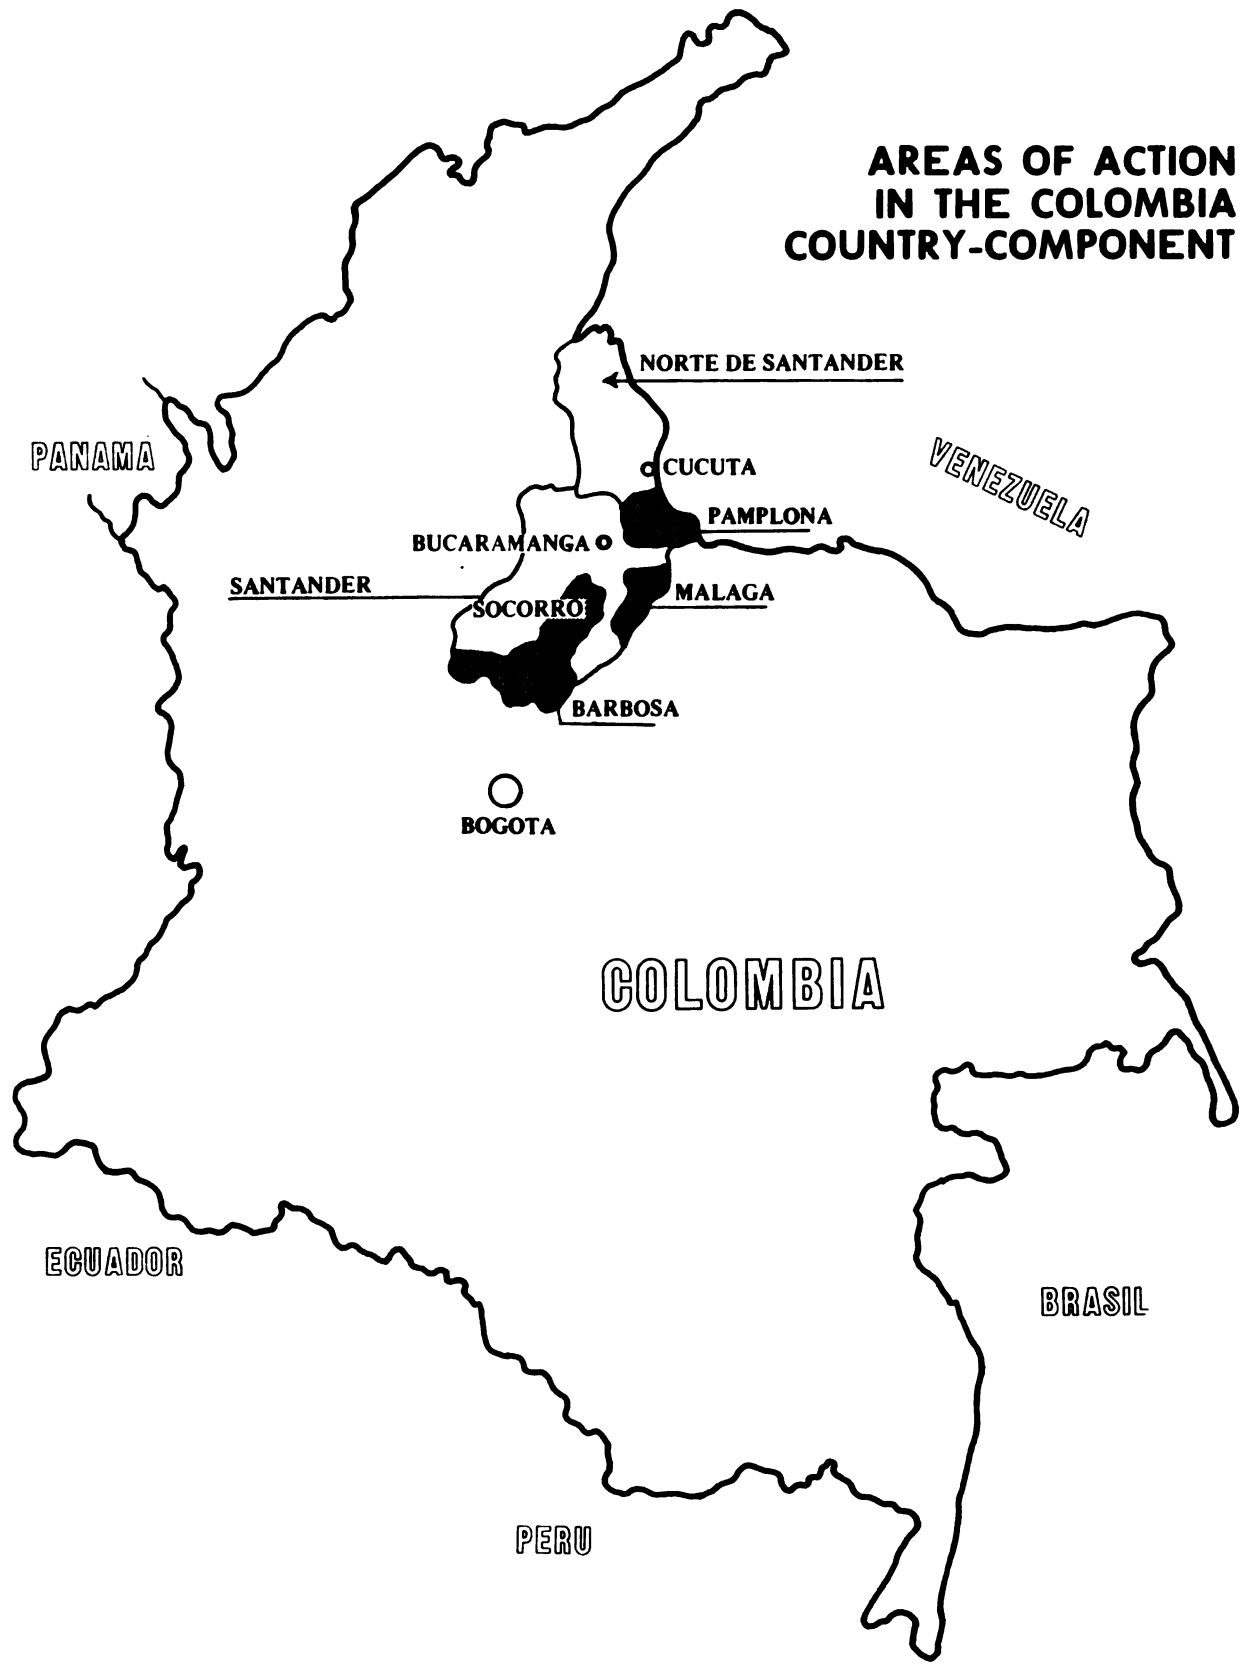 AREAS OF ACTION
IN THE COLOMBIA
COUNTRY-COMPONENT
NORTE DE SANTANDER
PANAMA
VENEZUELA
CUCUTA
PAMPLONA
BUCARAMANGA
SANTANDER
MALAGA
SOCORRO
BARBOSA
BOGOTA
COLOMBIA
ECUADOR
BRASIL
PERU